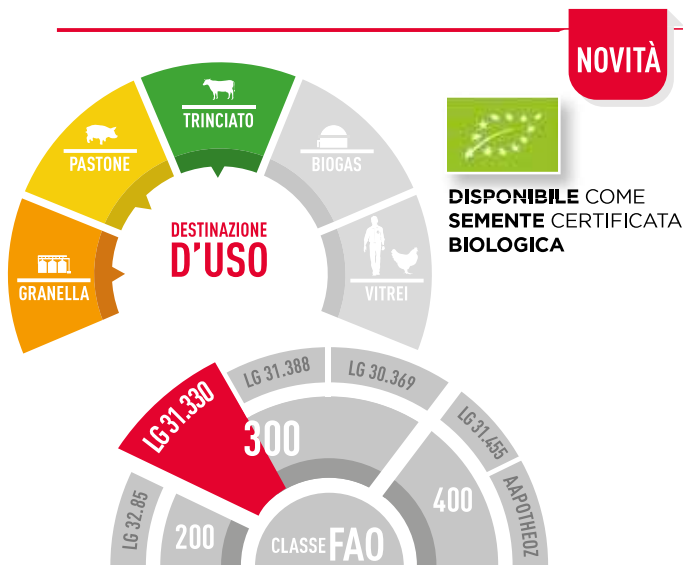 NOVITÀ
TRINCIATO
PASTONE
BIOGAS
GRANELLA
VITREI
DESTINAZIONE
D'USO
DISPONIBILE COME
SEMENTE CERTIFICATA
BIOLOGICA
LG 32.85
LG 31.330
LG 31.388
LG 30.369
LG 31.455
AAPOTHEOZ
200
300
400
CLASSE FAO